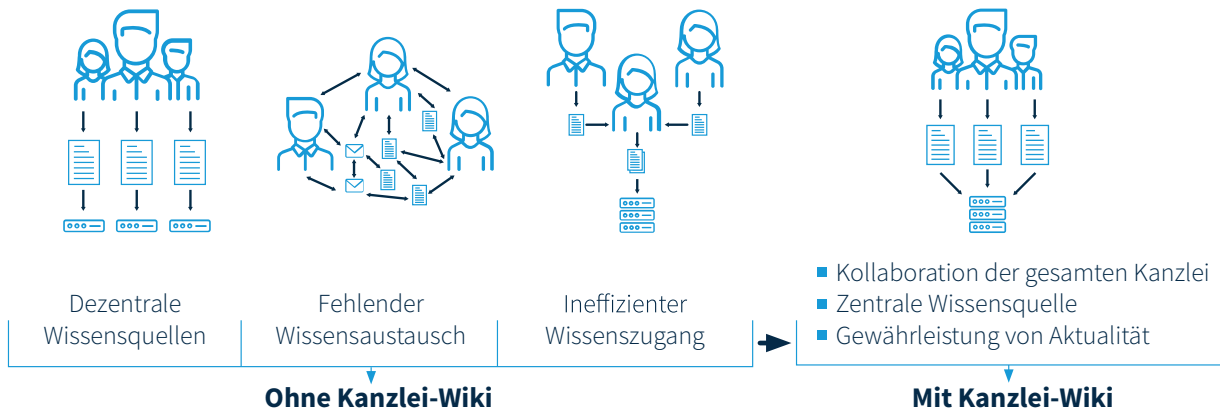 Dezentrale
Wissensquellen
Fehlender
Wissensaustausch
Ineffizienter
Wissenszugang
Ohne Kanzlei-Wiki
Kollaboration der gesamten Kanzlei
Zentrale Wissensquelle
Gewährleistung von Aktualität
Mit Kanzlei-Wiki